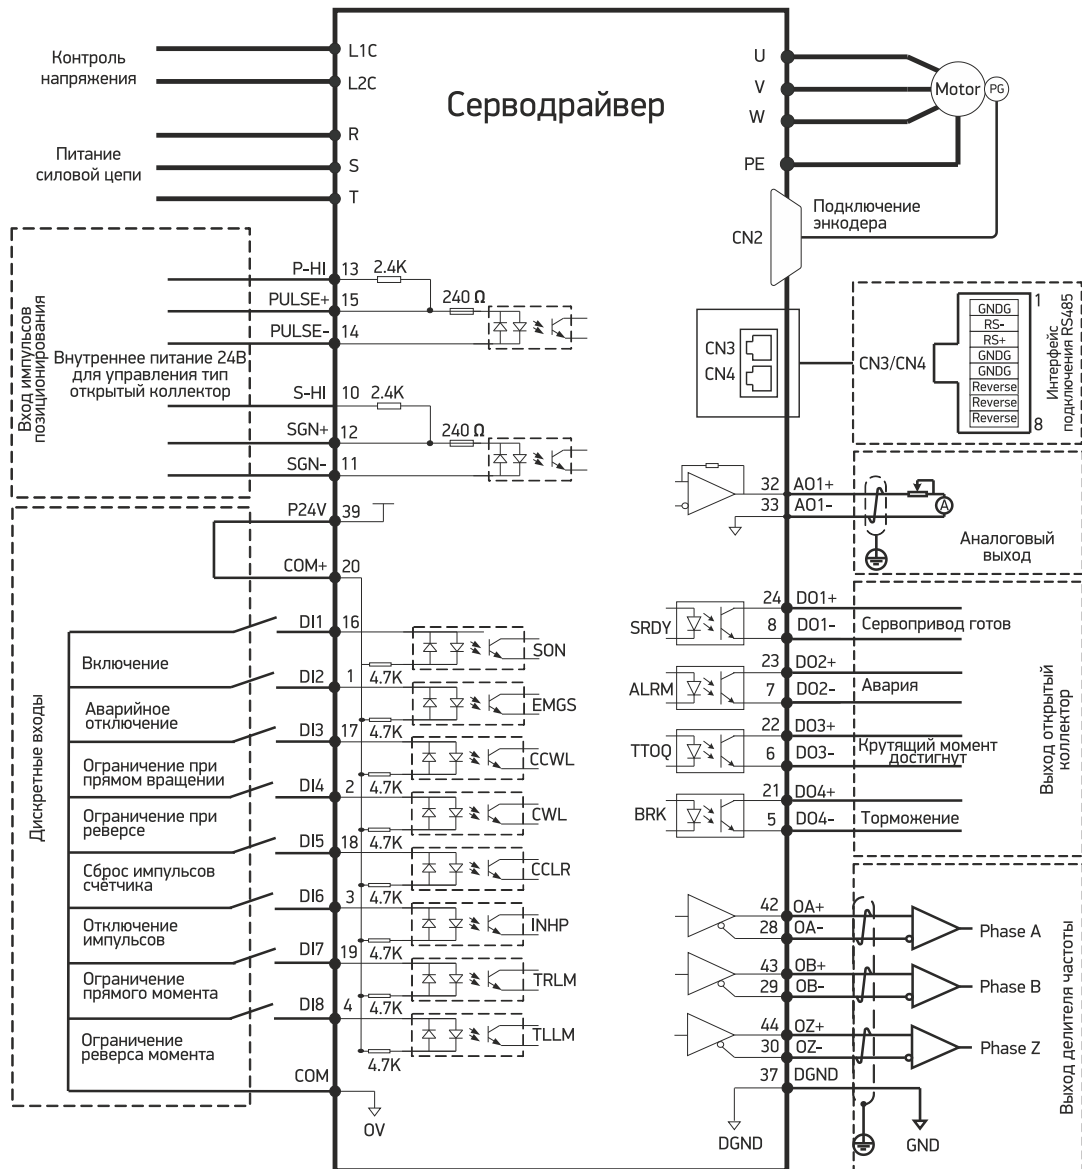 Серводрайвер
Контроль
напряжения
L1C
L2C
Питание
силовой цепи
R
S
T
U
V
W
PE
Motor
PG
CN2
Подключение
энкодера
Вход импульсов
позиционирования
P-HI 13 2.4K
PULSE+ 15 240 Ω
PULSE- 14
Внутреннее питание 24В
для управления тип
открытый коллектор
S-HI 10 2.4K
SGN+ 12 240 Ω
SGN- 11
CN3
CN4
CN3/CN4
1
GNDG
RS-
RS+
GNDG
GNDG
Reverse
Reverse
Reverse
8
Интерфейс
подключения RS485
32 AO1+
33 AO1-
A
Аналоговый
выход
Дискретные входы
P24V 39
COM+ 20
DI1 16
SON
Включение
4.7K
DI2 1
EMGS
Аварийное
отключение
4.7K
DI3 17
CCWL
Ограничение при
прямом вращении
4.7K
DI4 2
CWL
Ограничение при
реверсе
4.7K
DI5 18
CCLR
Сброс импульсов
счётчика
4.7K
DI6 3
INHP
Отключение
импульсов
4.7K
DI7 19
TRLM
Ограничение
прямого момента
4.7K
DI8 4
TLLM
Ограничение
реверса момента
4.7K
COM
OV
SRDY
24 DO1+
8 DO1-
Сервопривод готов
ALRM
23 DO2+
7 DO2-
Авария
TTOQ
22 DO3+
6 DO3-
Крутящий момент
достигнут
BRK
21 DO4+
5 DO4-
Торможение
Выход открытый
коллектор
42 OA+
28 OA-
Phase A
43 OB+
29 OB-
Phase B
44 OZ+
30 OZ-
Phase Z
37 DGND
DGND
GND
Выход делителя частоты